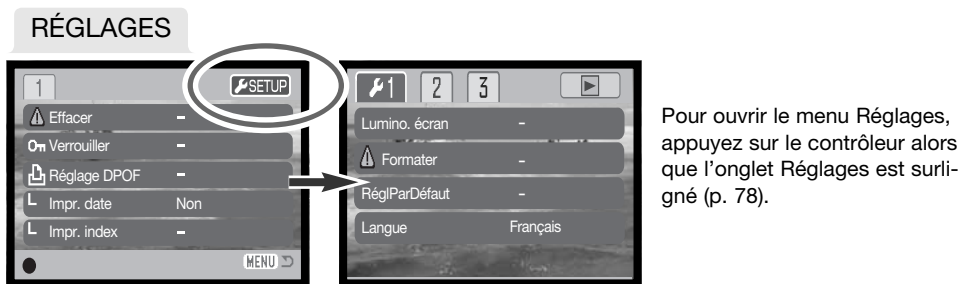 RÉGLAGES
1 SETUP
Effacer –
Verrouiller –
Réglage DPOF –
Impr. date Non
Impr. index –
MENU
1 2 3
Lumino. écran –
Formater –
RéglParDéfaut –
Langue Français
Pour ouvrir le menu Réglages,
appuyez sur le contrôleur alors
que l'onglet Réglages est surli-
gné (p. 78).